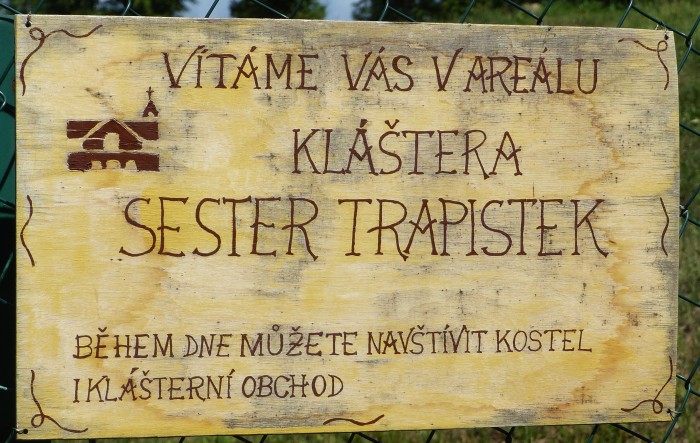 VÍTÁME VÁS V AREÁLU
KLÁŠTERA
SESTER TRAPISTEK
BĚHEM DNE MŮŽETE NAVŠTÍVIT KOSTEL
I KLÁŠTERNÍ OBCHOD